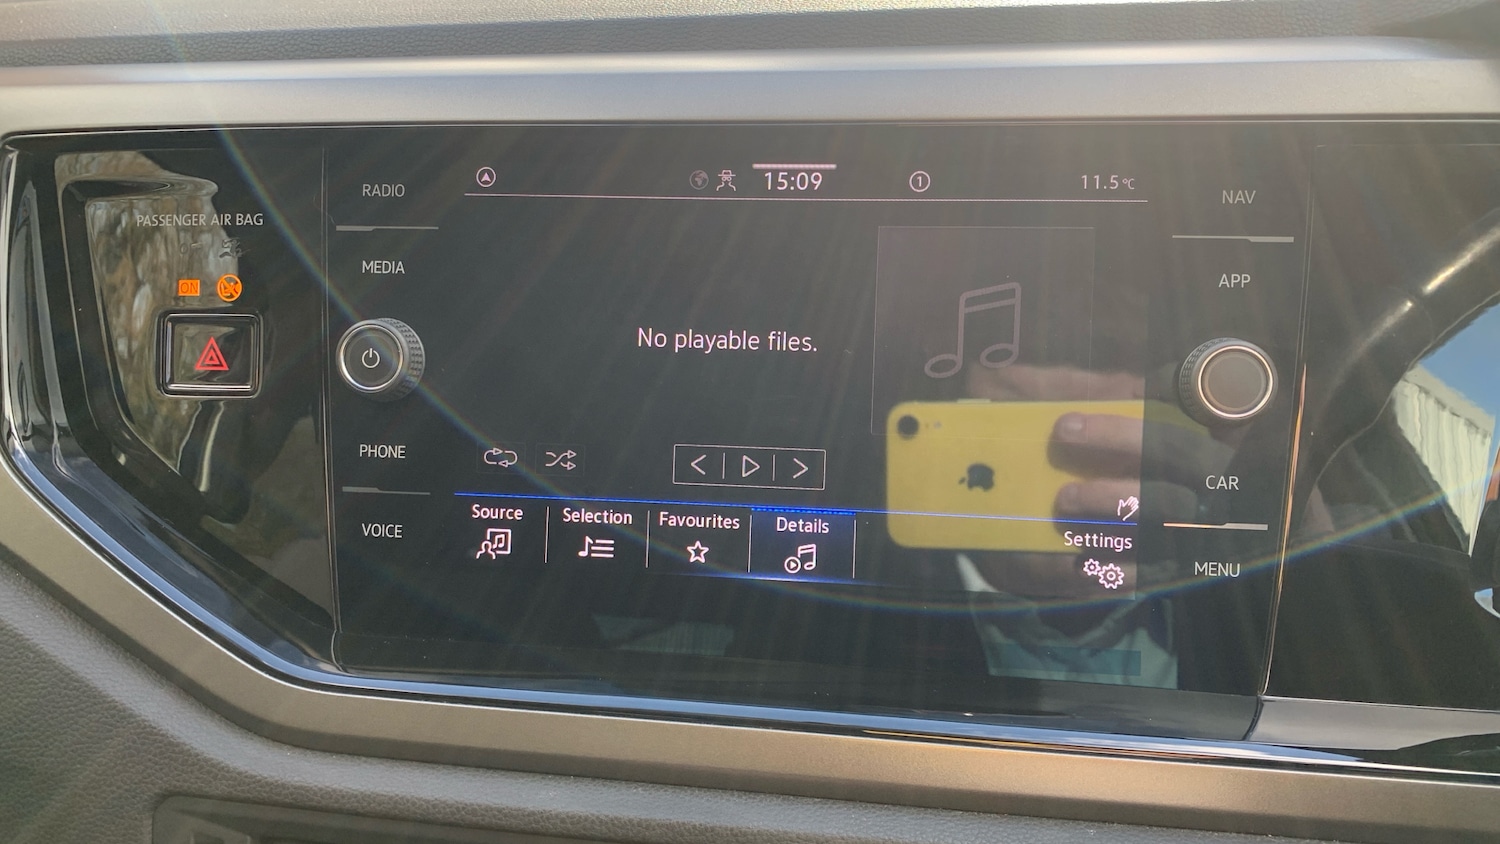 PASSENGER AIR BAG
ON
RADIO
MEDIA
PHONE
VOICE
15:09
1
11.5°C
No playable files.
Source
Selection
Favourites
Details
Settings
NAV
APP
CAR
MENU